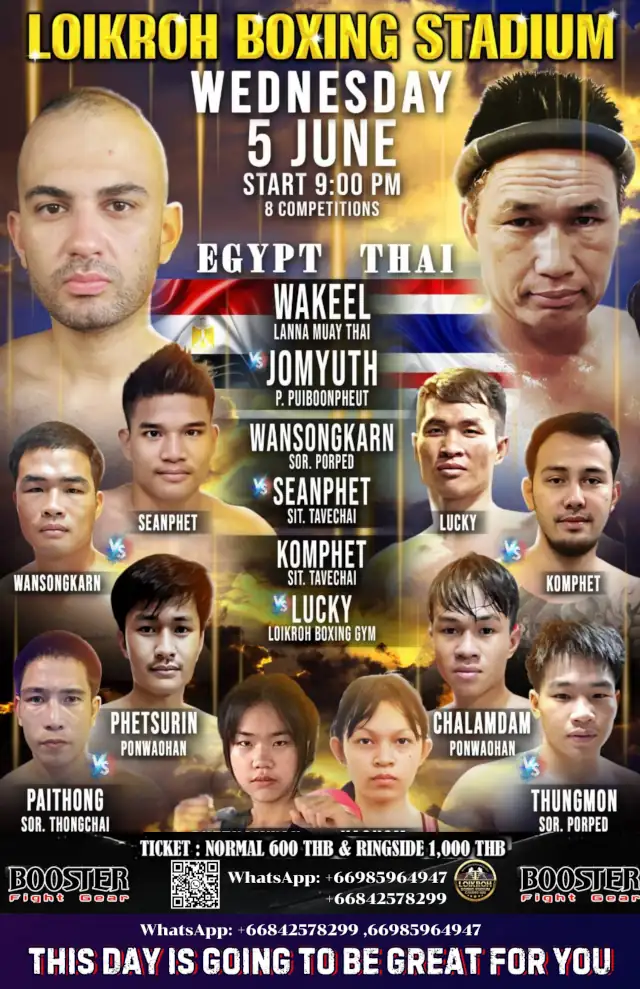 LOIKROH BOXING STADIUM
WEDNESDAY
5 JUNE
START 9:00 PM
8 COMPETITIONS
EGYPT THAI
WAKEEL
LANNA MUAY THAI
VS JOMYUTH
P. PUIBOONPHEUT
WANSONGKARN
SOR. PORPED
VS SEANPHET
SIT. TAVECHAI
KOMPHET
SIT. TAVECHAI
VS LUCKY
LOIKROH BOXING GYM
SEANPHET
LUCKY
VS
VS
WANSONGKARN
KOMPHET
PHETSURIN
PONWAOHAN
CHALAMDAM
PONWAOHAN
VS
VS
PAITHONG
SOR. THONGCHAI
THUNGMON
SOR. PORPED
TICKET : NORMAL 600 THB & RINGSIDE 1,000 THB
BOOSTER
Fight Gear
WhatsApp: +66985964947
+66842578299
LOIKROH
BOOSTER
Fight Gear
WhatsApp: +66842578299 ,66985964947
THIS DAY IS GOING TO BE GREAT FOR YOU